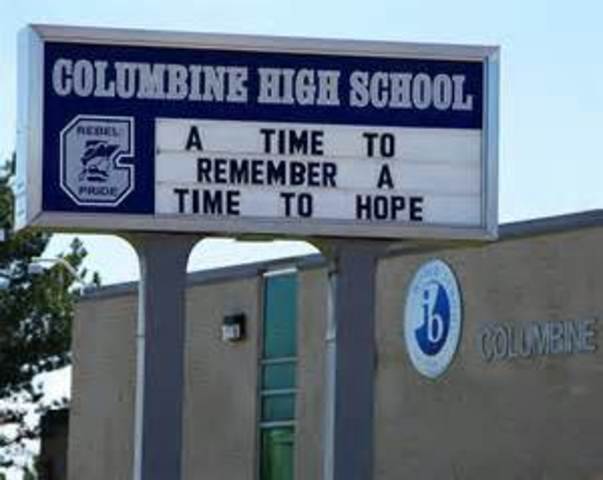 COLUMBINE HIGH SCHOOL
REBEL
PRIDE
A TIME TO
REMEMBER A
TIME TO HOPE
ib
COLUMBINE